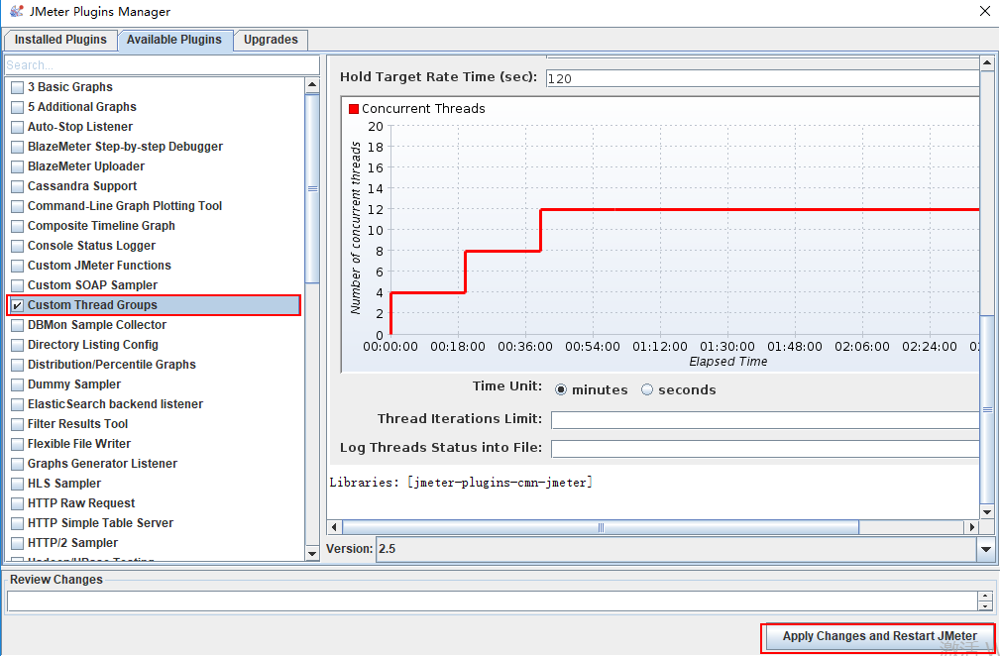 JMeter Plugins Manager
Installed Plugins
Available Plugins
Upgrades
Search...
3 Basic Graphs
5 Additional Graphs
Auto-Stop Listener
BlazeMeter Step-by-step Debugger
BlazeMeter Uploader
Cassandra Support
Command-Line Graph Plotting Tool
Composite Timeline Graph
Console Status Logger
Custom JMeter Functions
Custom SOAP Sampler
Custom Thread Groups
DBMon Sample Collector
Directory Listing Config
Distribution/Percentile Graphs
Dummy Sampler
ElasticSearch backend listener
Filter Results Tool
Flexible File Writer
Graphs Generator Listener
HLS Sampler
HTTP Raw Request
HTTP Simple Table Server
HTTP/2 Sampler
Hold Target Rate Time (sec): 120
Concurrent Threads
Number of concurrent threads
20
18
16
14
12
10
8
6
4
2
0
00:00:00 00:18:00 00:36:00 00:54:00 01:12:00 01:30:00 01:48:00 02:06:00 02:24:00
Elapsed Time
Time Unit: minutes seconds
Thread Iterations Limit:
Log Threads Status into File:
Libraries: [jmeter-plugins-cmn-jmeter]
Version: 2.5
Review Changes
Apply Changes and Restart JMeter
激活